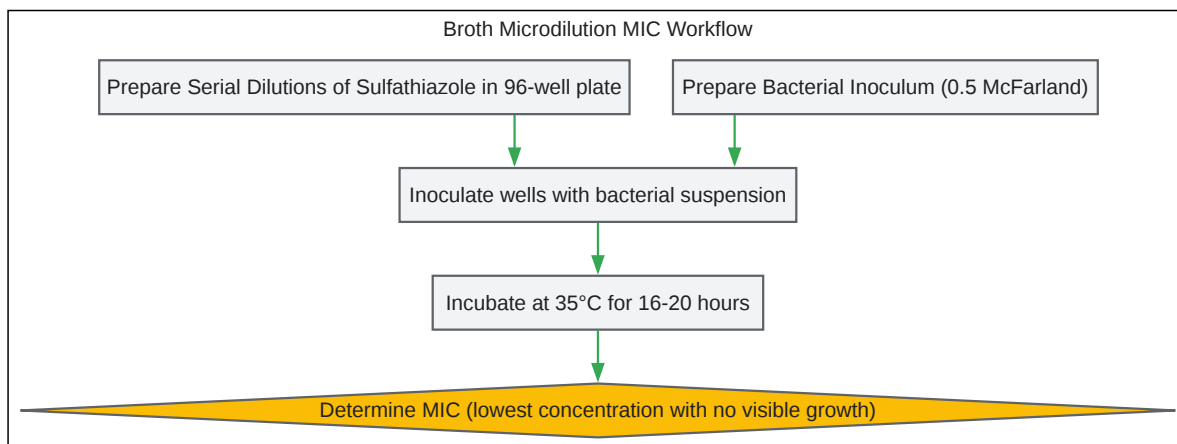 Broth Microdilution MIC Workflow
Prepare Serial Dilutions of Sulfathiazole in 96-well plate
Prepare Bacterial Inoculum (0.5 McFarland)
Inoculate wells with bacterial suspension
Incubate at 35°C for 16-20 hours
Determine MIC (lowest concentration with no visible growth)